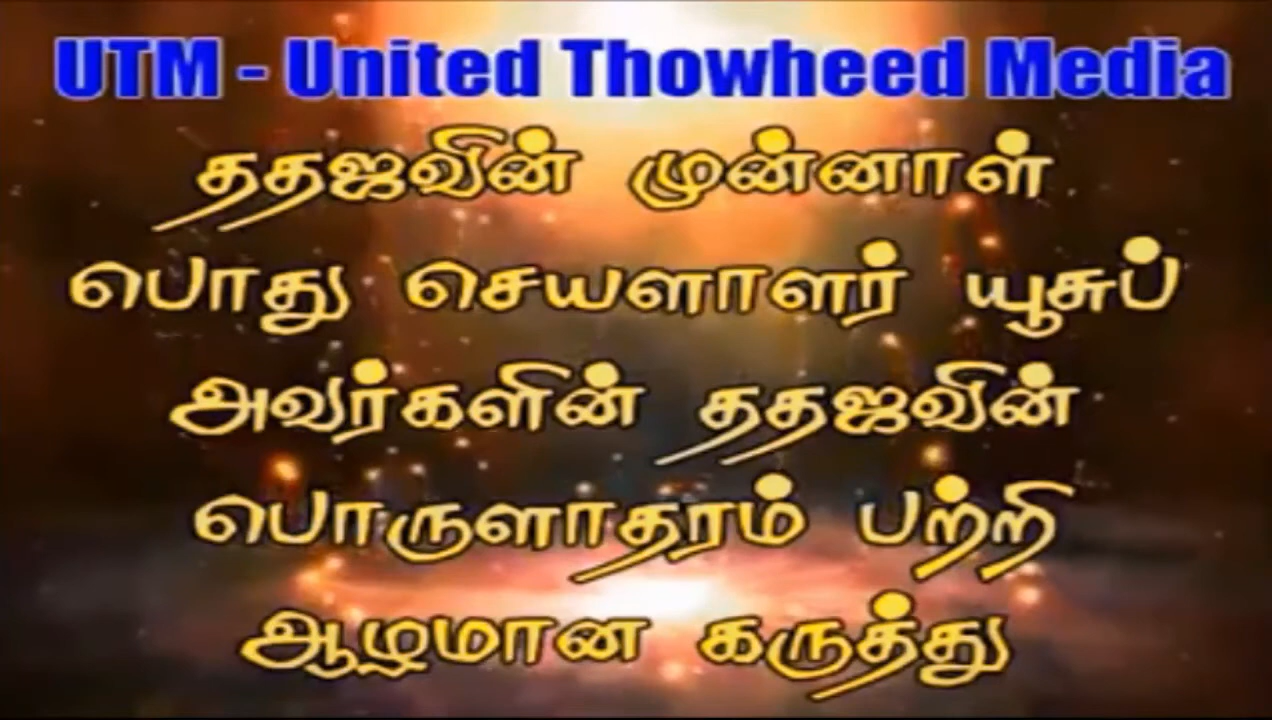 UTM - United Thowheed Media
ததஜவின் முன்னாள்
பொது செயளாளர் யூசுப்
அவர்களின் ததஜவின்
பொருளாதரம் பற்றி
ஆழமான கருத்து